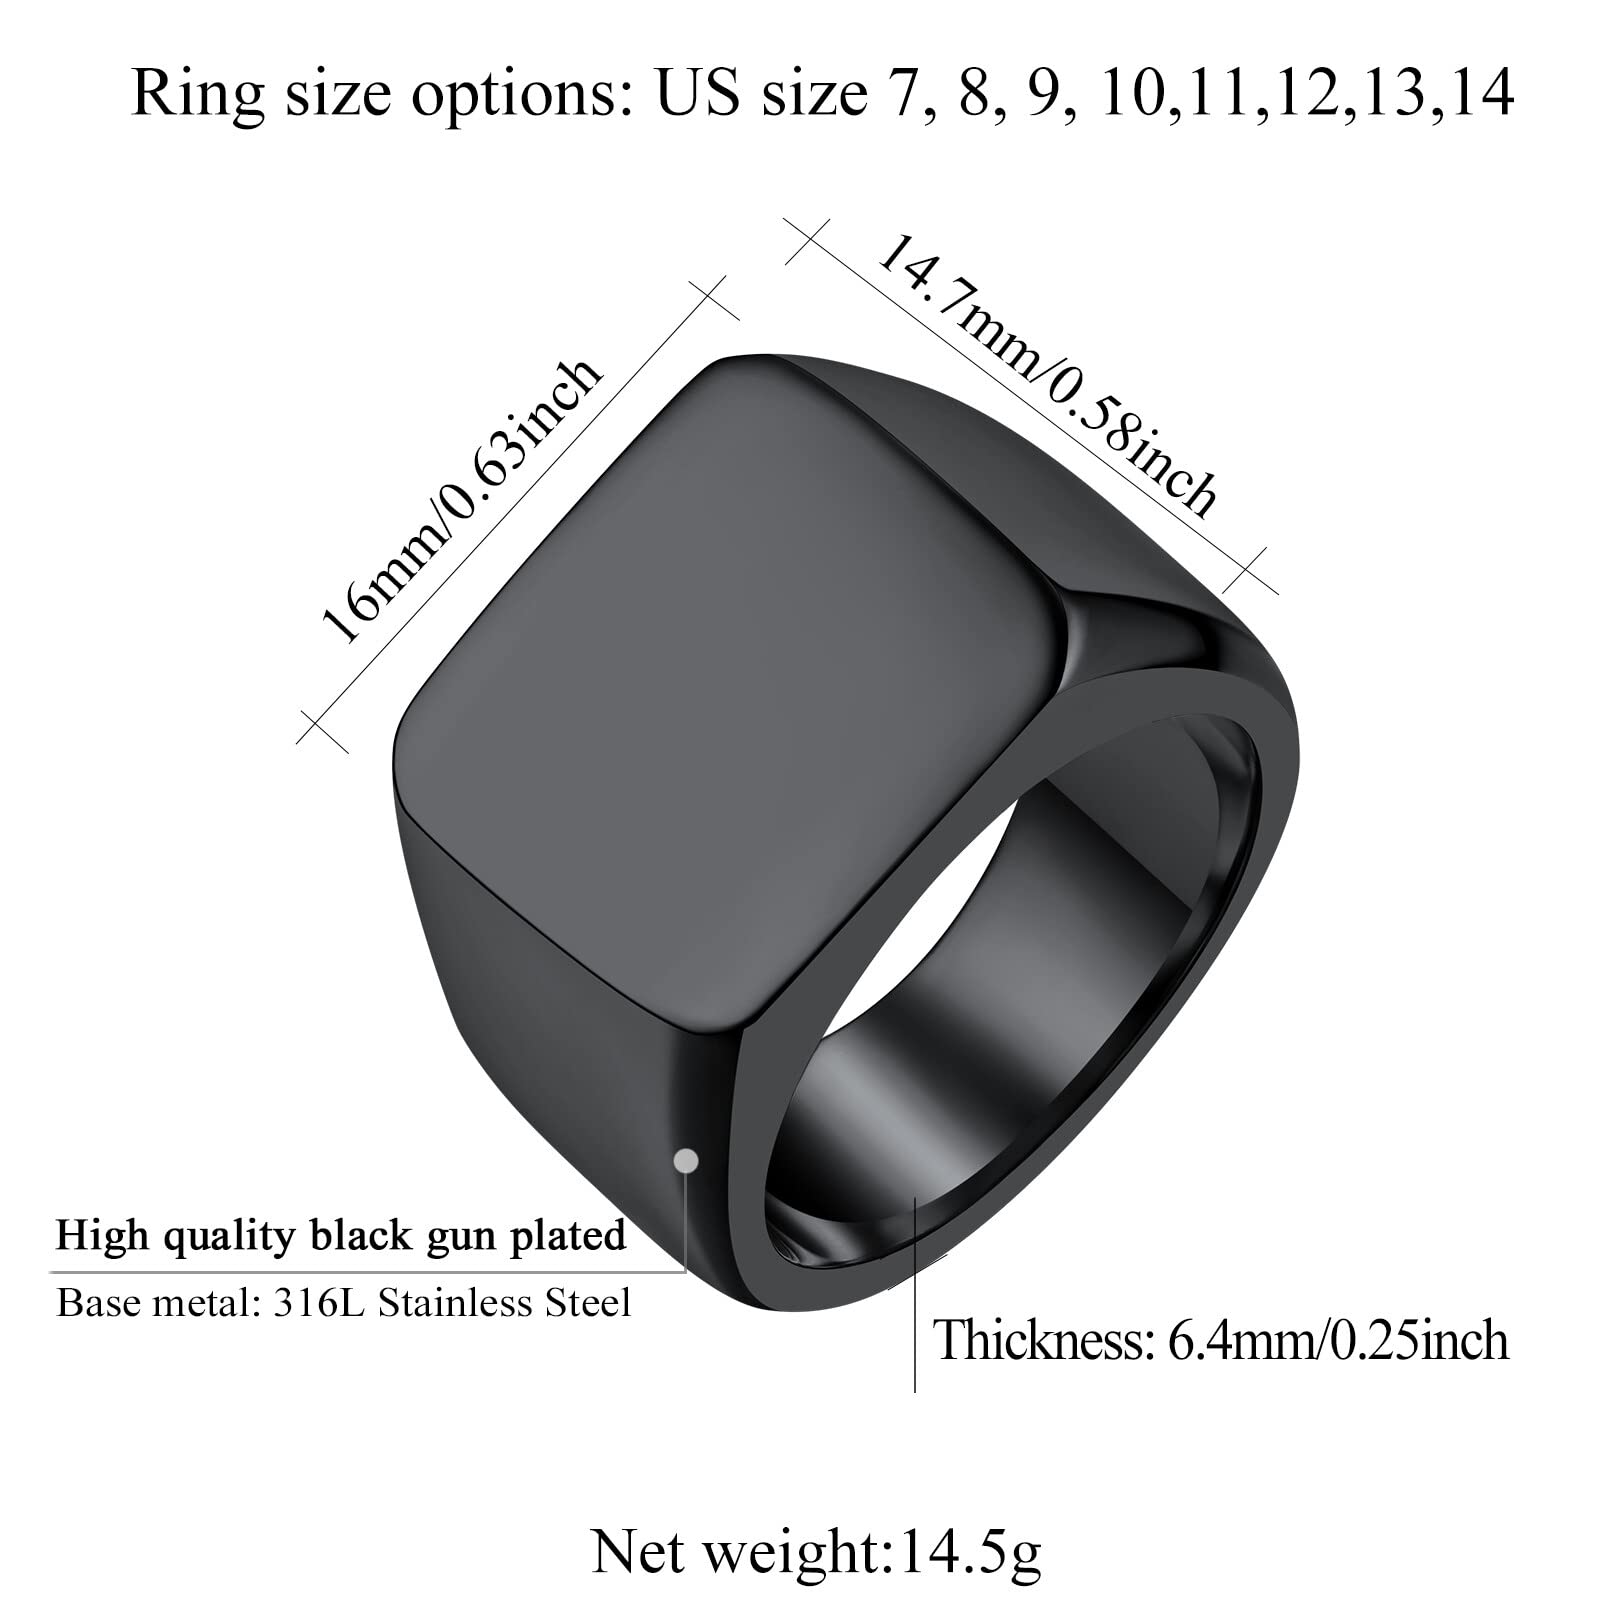 Ring size options: US size 7, 8, 9, 10,11,12,13,14
14.7mm/0.58inch
16mm/0.63inch
High quality black gun plated
Base metal: 316L Stainless Steel
Thickness: 6.4mm/0.25inch
Net weight:14.5g